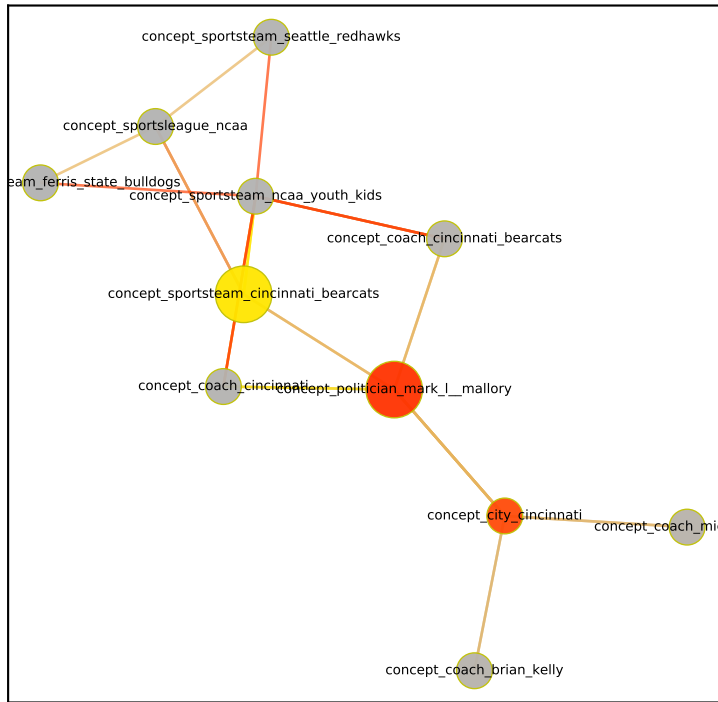 concept_sportsteam_seattle_redhawks
concept_sportsleague_ncaa
eam_ferris_state_bulldogs
concept_sportsteam_ncaa_youth_kids
concept_coach_cincinnati_bearcats
concept_sportsteam_cincinnati_bearcats
concept_coach_cincinnati
concept_politician_mark_l__mallory
concept_city_cincinnati
concept_coach_mi
concept_coach_brian_kelly